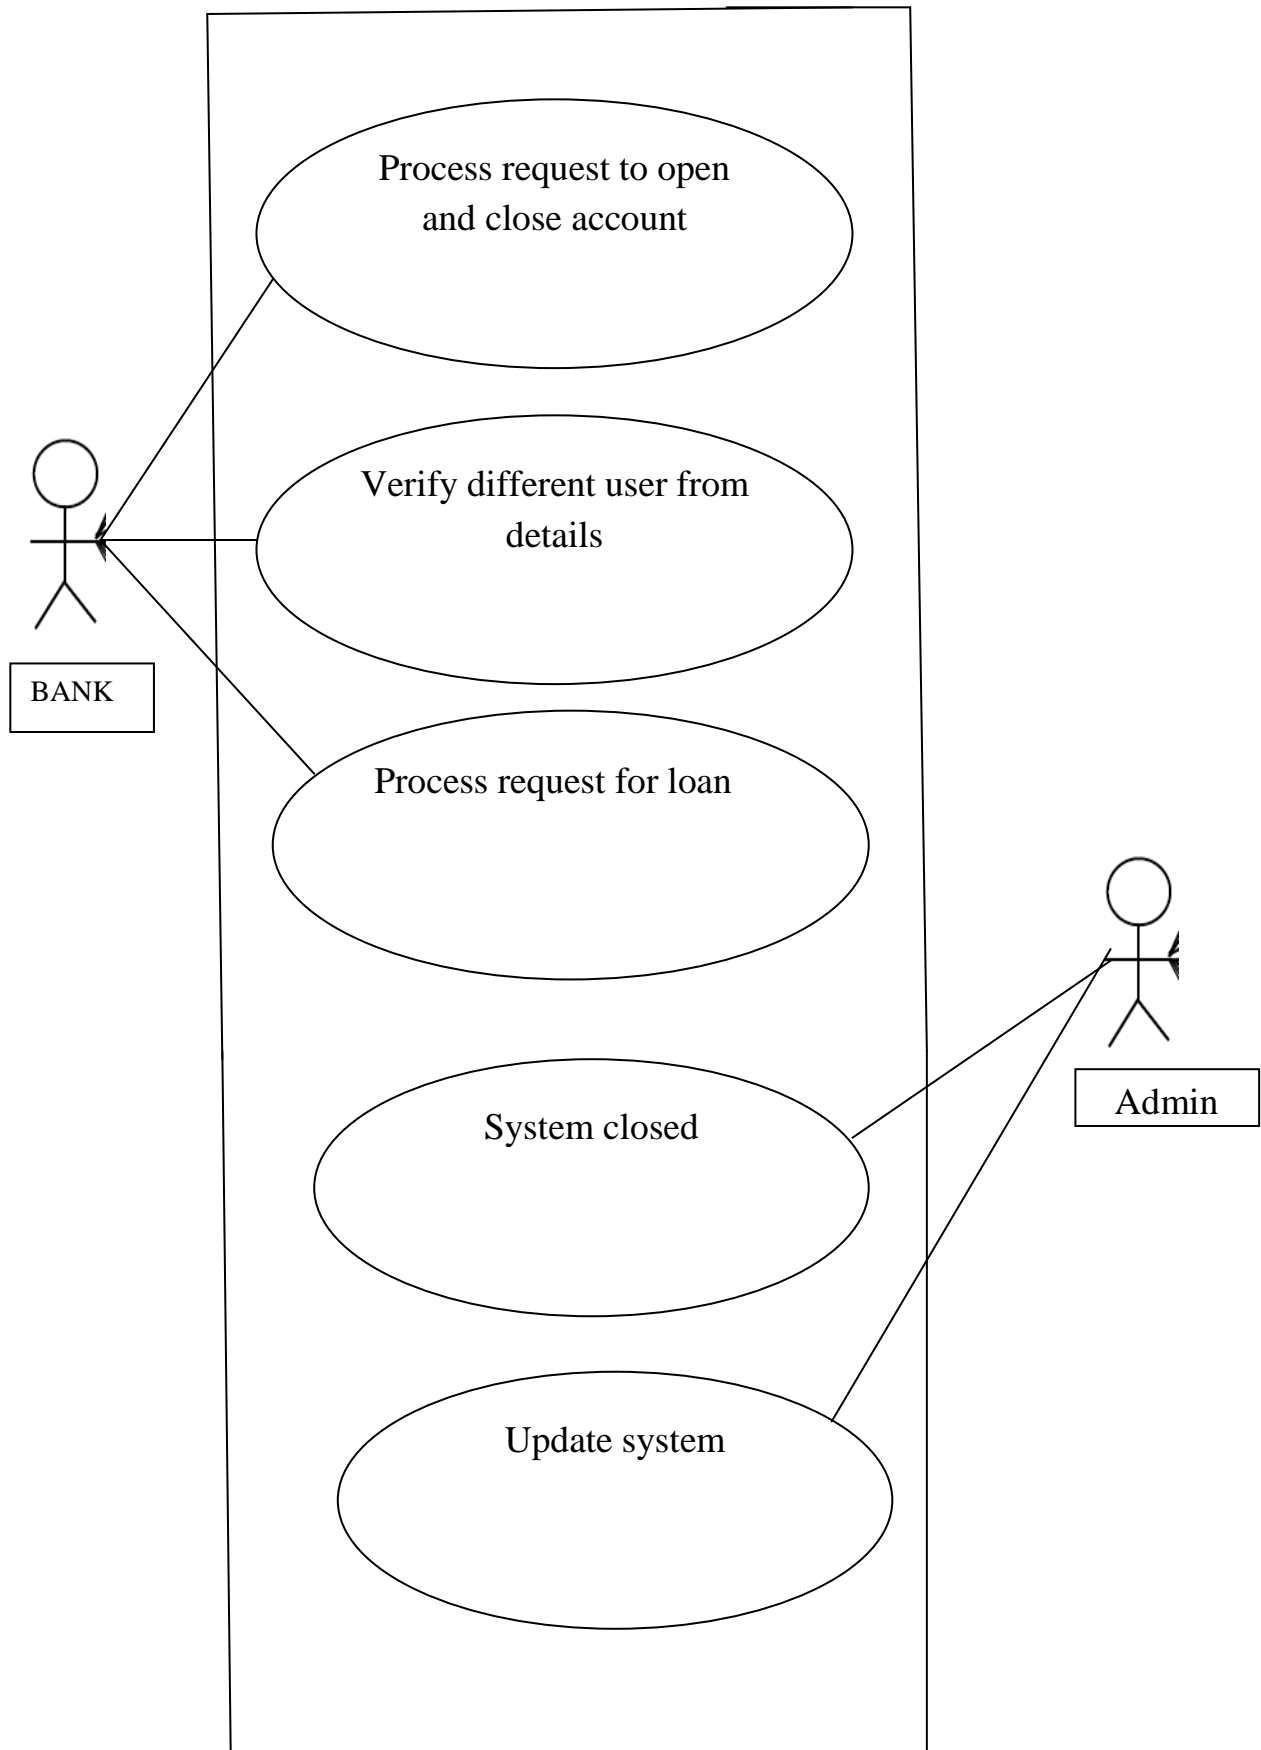 Process request to open
and close account
Verify different user from
details
BANK
Process request for loan
System closed
Admin
Update system